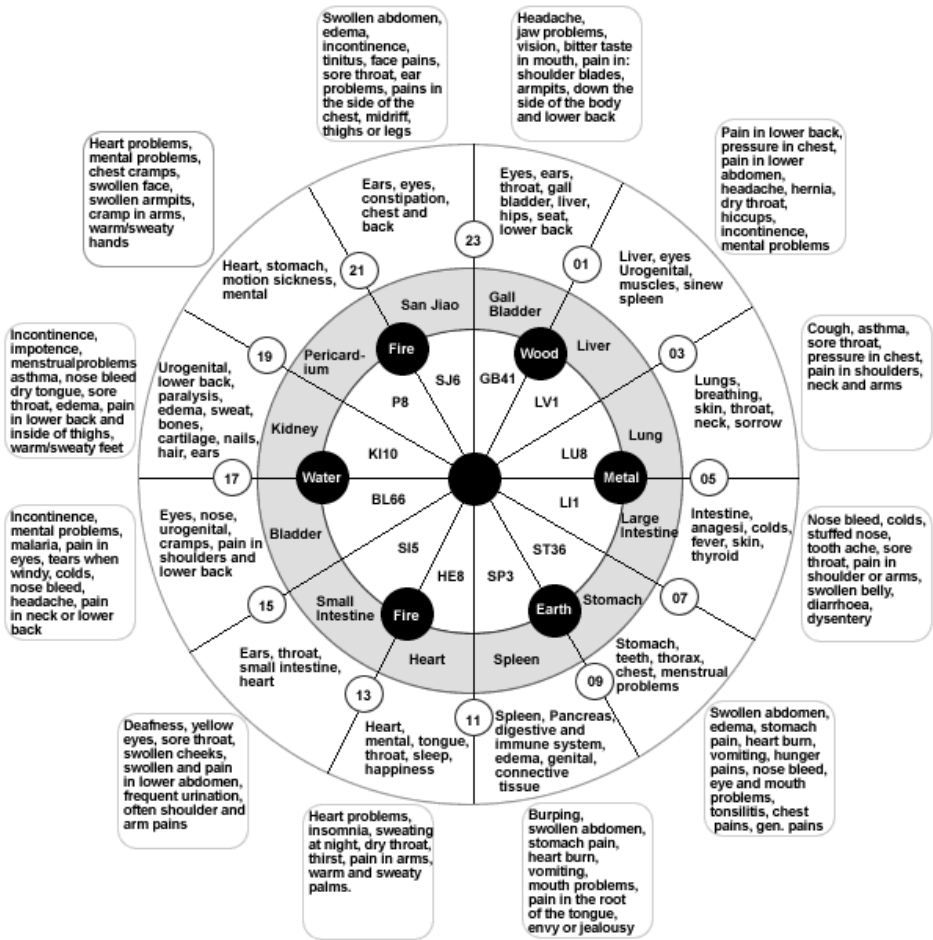 Swollen abdomen,
edema,
incontinence,
tinitus, face pains,
sore throat, ear
problems, pains in
the side of the
chest, midriff,
thighs or legs
Headache,
jaw problems,
vision, bitter taste
in mouth, pain in:
shoulder blades,
armpits, down the
side of the body
and lower back
Pain in lower back,
pressure in chest,
pain in lower
abdomen,
headache, hernia,
dry throat,
hiccups,
incontinence,
mental problems
Cough, asthma,
sore throat,
pressure in chest,
pain in shoulders,
neck and arms
Nose bleed, colds,
stuffed nose,
tooth ache, sore
throat, pain in
shoulder or arms,
swollen belly,
diarrhoea,
dysentery
Swollen abdomen,
edema, stomach
pain, heart burn,
vomiting, hunger
pains, nose bleed,
eye and mouth
problems,
tonsilitis, chest
pains, gen. pains
Burping,
swollen abdomen,
stomach pain,
heart burn,
vomiting,
mouth problems,
pain in the root
of the tongue,
envy or jealousy
Heart problems,
insomnia, sweating
at night, dry throat,
thirst, pain in arms,
warm and sweaty
palms.
Deafness, yellow
eyes, sore throat,
swollen cheeks,
swollen and pain
in lower abdomen,
frequent urination,
often shoulder and
arm pains
Incontinence,
mental problems,
malaria, pain in
eyes, tears when
windy, colds,
nose bleed,
headache, pain
in neck or lower
back
Incontinence,
impotence,
menstrualproblems
asthma, nose bleed
dry tongue, sore
throat, edema, pain
in lower back and
inside of thighs,
warm/sweaty feet
Heart problems,
mental problems,
chest cramps,
swollen face,
swollen armpits,
cramp in arms,
warm/sweaty
hands
Ears, eyes,
constipation,
chest and
back
Eyes, ears,
throat, gall
bladder, liver,
hips, seat,
lower back
Liver, eyes
Urogenital,
muscles, sinew
spleen
Lungs,
breathing,
skin, throat,
neck, sorrow
Intestine,
anagesi, colds,
fever, skin,
thyroid
Stomach,
teeth, thorax,
chest, menstrual
problems
Spleen, Pancreas,
digestive and
immune system,
edema, genital,
connective
tissue
Heart,
mental, tongue,
throat, sleep,
happiness
Ears, throat,
small intestine,
heart
Eyes, nose,
urogenital,
cramps, pain in
shoulders and
lower back
Urogenital,
lower back,
paralysis,
edema, sweat,
bones,
cartilage, nails,
hair, ears
Heart, stomach,
motion sickness,
mental
23
01
03
05
07
09
11
13
15
17
19
21
San Jiao
Gall
Bladder
Liver
Lung
Large
Intestine
Stomach
Spleen
Heart
Small
Intestine
Bladder
Kidney
Pericard-
ium
Fire
Wood
Metal
Earth
Fire
Water
SJ6
GB41
LV1
LU8
LI1
ST36
SP3
HE8
SI5
BL66
KI10
P8